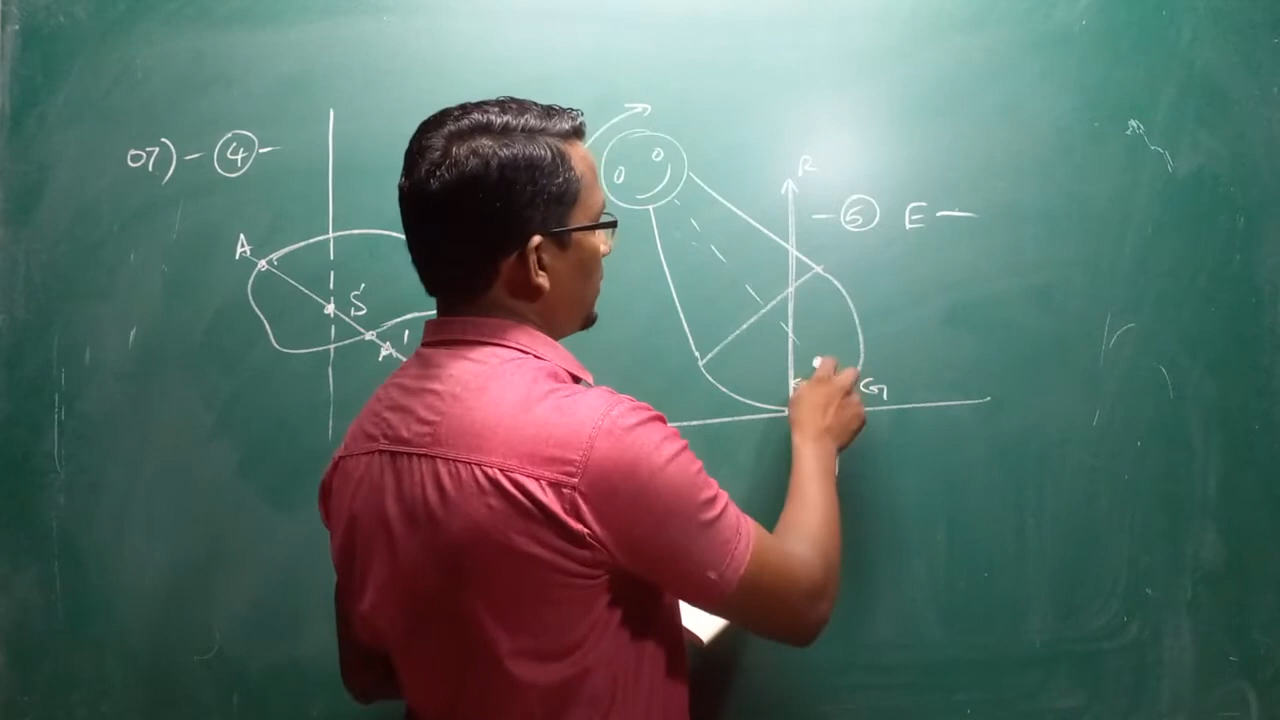 07) - ④ -
A
S'
A'
R
- ⑤ E -
G